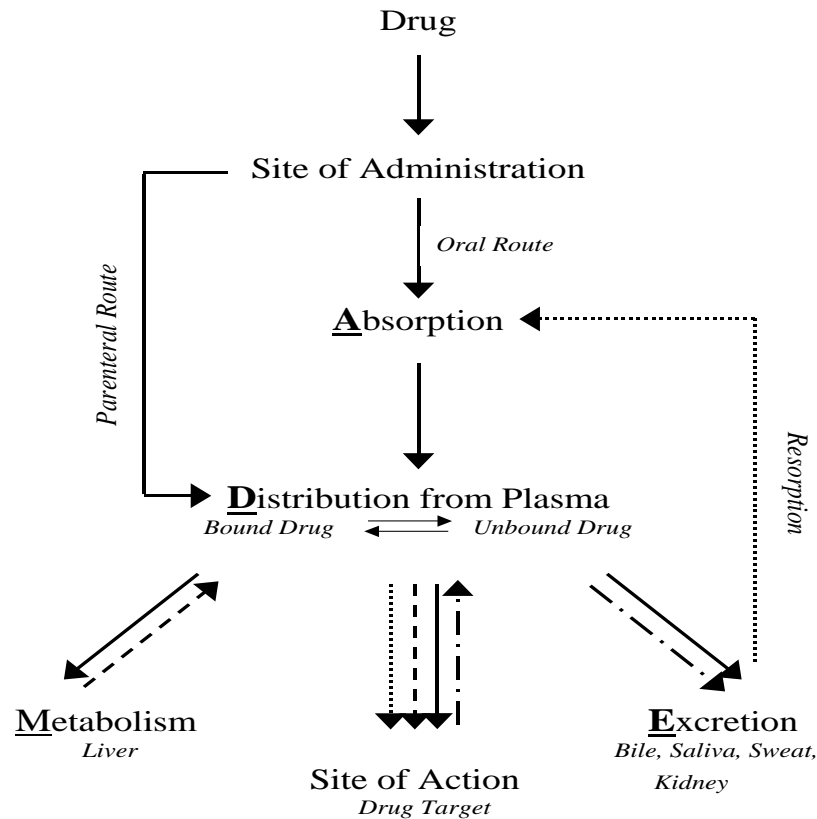 Drug
Site of Administration
Oral Route
Parenteral Route
Absorption
Resorption
Distribution from Plasma
Bound Drug Unbound Drug
Metabolism
Liver
Excretion
Bile, Saliva, Sweat,
Kidney
Site of Action
Drug Target